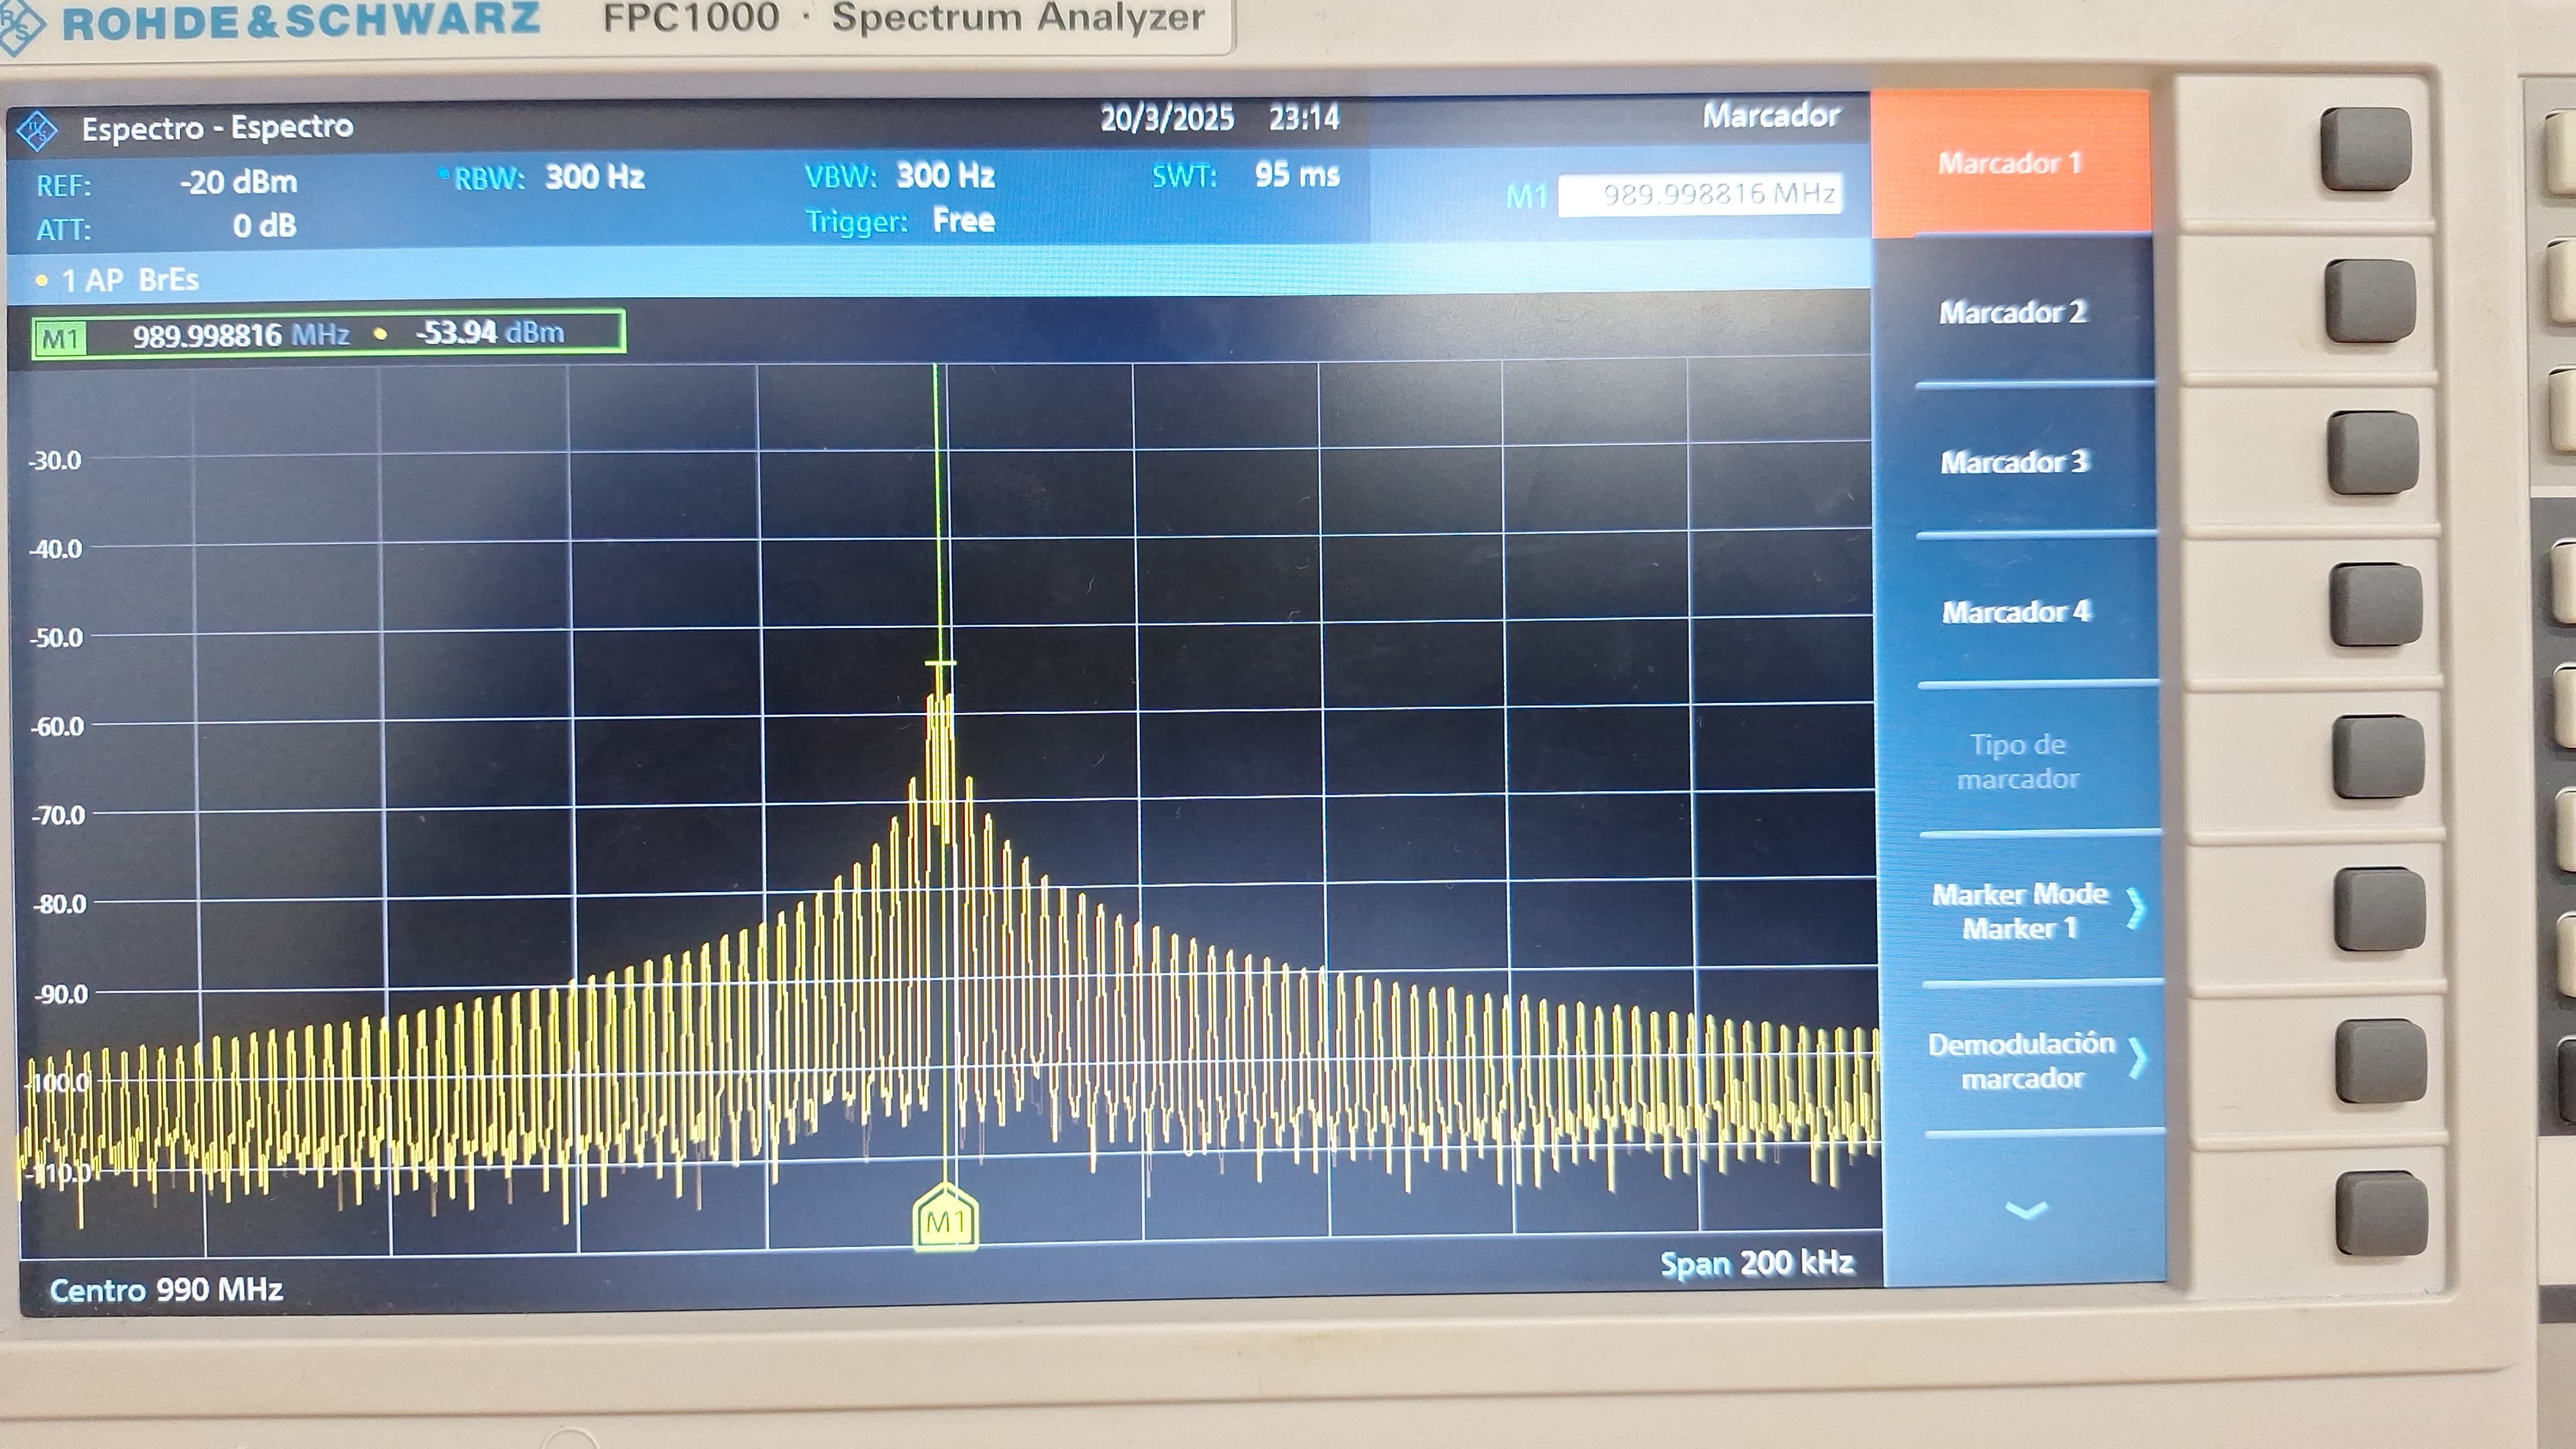 ROHDE&SCHWARZ FPC1000 · Spectrum Analyzer
Espectro - Espectro 20/3/2025 23:14 Marcador
REF: -20 dBm RBW: 300 Hz VBW: 300 Hz SWT: 95 ms
M1 989.998816 MHz
ATT: 0 dB Trigger: Free
1 AP BrEs
M1 989.998816 MHz -53.94 dBm
-30.0
-40.0
-50.0
-60.0
-70.0
-80.0
-90.0
-100.0
-110.0
M1
Centro 990 MHz Span 200 kHz
Marcador 1
Marcador 2
Marcador 3
Marcador 4
Tipo de
marcador
Marker Mode
Marker 1
Demodulación
marcador